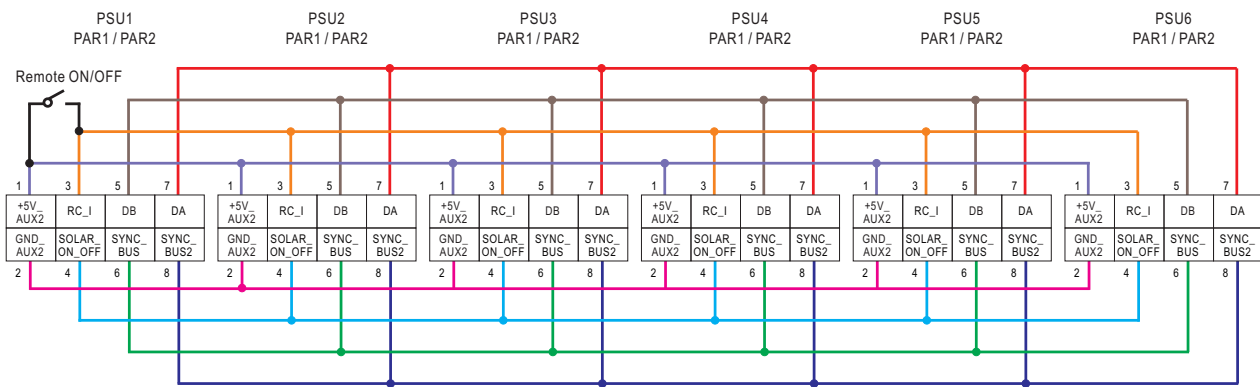 PSU1 PSU2 PSU3 PSU4 PSU5 PSU6
PAR1 / PAR2 PAR1 / PAR2 PAR1 / PAR2 PAR1 / PAR2 PAR1 / PAR2 PAR1 / PAR2
Remote ON/OFF
1 3 5 7 1 3 5 7 1 3 5 7 1 3 5 7 1 3 5 7 1 3 5 7
+5V_ RC_I DB DA +5V_ RC_I DB DA +5V_ RC_I DB DA +5V_ RC_I DB DA +5V_ RC_I DB DA +5V_ RC_I DB DA
AUX2 AUX2 AUX2 AUX2 AUX2 AUX2
GND_ SOLAR_ SYNC_ SYNC_ GND_ SOLAR_ SYNC_ SYNC_ GND_ SOLAR_ SYNC_ SYNC_ GND_ SOLAR_ SYNC_ SYNC_ GND_ SOLAR_ SYNC_ SYNC_ GND_ SOLAR_ SYNC_ SYNC_
AUX2 ON_OFF BUS BUS2 AUX2 ON_OFF BUS BUS2 AUX2 ON_OFF BUS BUS2 AUX2 ON_OFF BUS BUS2 AUX2 ON_OFF BUS BUS2 AUX2 ON_OFF BUS BUS2
2 4 6 8 2 4 6 8 2 4 6 8 2 4 6 8 2 4 6 8 2 4 6 8